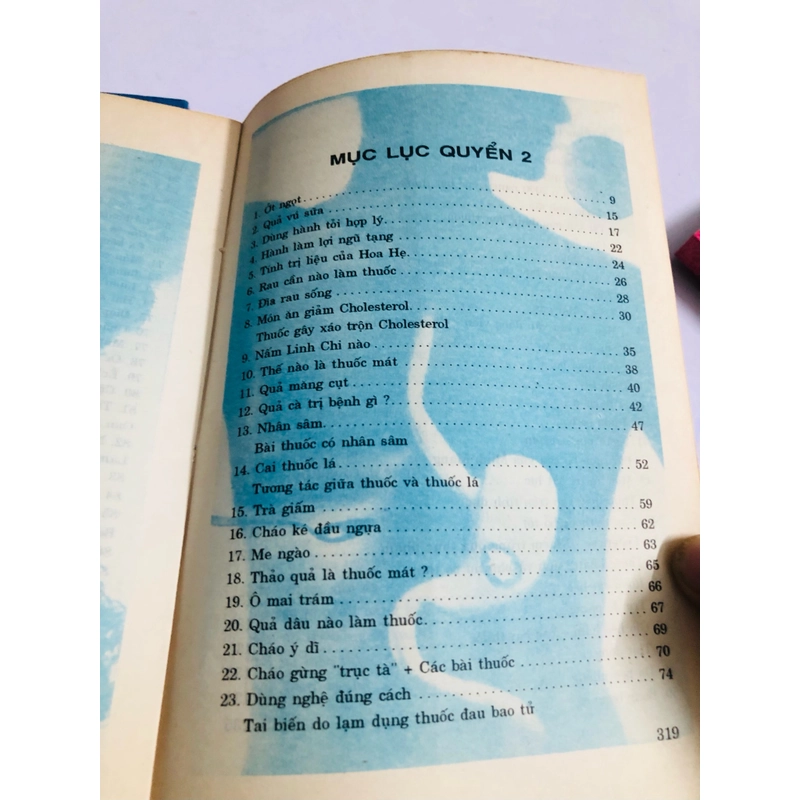 MỤC LỤC QUYỂN 2
1. Ớt ngọt 9
2. Quả vú sữa 15
3. Dùng hành tỏi hợp lý 17
4. Hành làm lợi ngũ tạng 22
5. Tính trị liệu của Hoa Hẹ 24
6. Rau cần nào làm thuốc 26
7. Đĩa rau sống 28
8. Món ăn giảm Cholesterol 30
Thuốc gây xáo trộn Cholesterol
9. Nấm Linh Chi nào 35
10. Thế nào là thuốc mát 38
11. Quả măng cụt 40
12. Quả cà trị bệnh gì ? 42
13. Nhân sâm 47
Bài thuốc có nhân sâm
14. Cai thuốc lá 52
Tương tác giữa thuốc và thuốc lá
15. Trà giấm 59
16. Cháo kê đầu ngựa 62
17. Me ngào 63
18. Thảo quả là thuốc mát ? 65
19. Ô mai trám 66
20. Quả dâu nào làm thuốc 67
21. Cháo ý dĩ 69
22. Cháo gừng "trục tà" + Các bài thuốc 70
23. Dùng nghệ đúng cách 74
Tai biến do lạm dụng thuốc đau bao tử
319